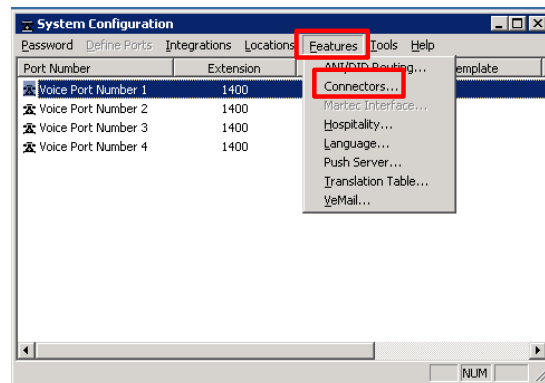 System Configuration
Password Define Ports Integrations Locations Features Tools Help
Port Number Extension emplate
ANI/DID Routing...
Voice Port Number 1 1400 Connectors...
Voice Port Number 2 1400 Martec Interface...
Voice Port Number 3 1400 Hospitality...
Voice Port Number 4 1400 Language...
Push Server...
Translation Table...
VeMail...
NUM